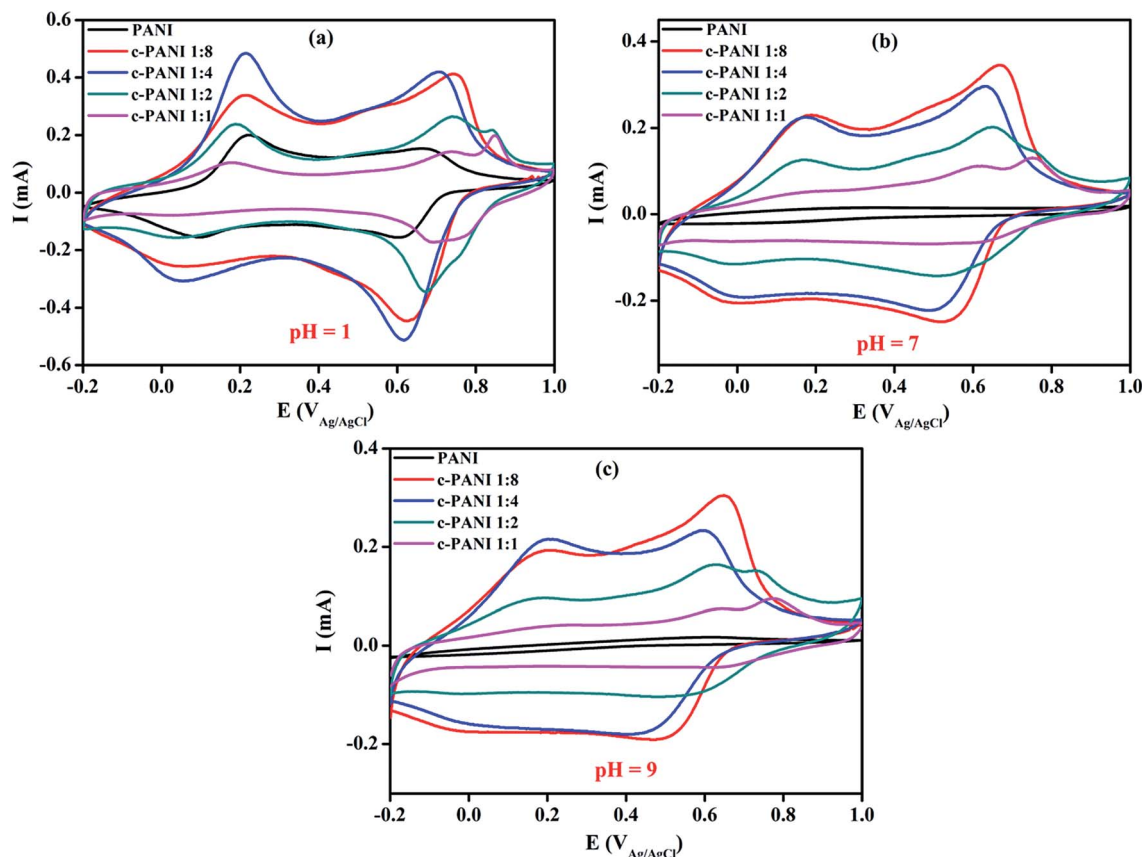 0.6
0.4
0.2
0.0
-0.2
-0.4
-0.6
I (mA)
PANI
c-PANI 1:8
c-PANI 1:4
c-PANI 1:2
c-PANI 1:1
(a)
pH = 1
-0.2 0.0 0.2 0.4 0.6 0.8 1.0
E (V_Ag/AgCl)
0.4
0.2
0.0
-0.2
I (mA)
PANI
c-PANI 1:8
c-PANI 1:4
c-PANI 1:2
c-PANI 1:1
(b)
pH = 7
-0.2 0.0 0.2 0.4 0.6 0.8 1.0
E (V_Ag/AgCl)
0.4
0.2
0.0
-0.2
I (mA)
PANI
c-PANI 1:8
c-PANI 1:4
c-PANI 1:2
c-PANI 1:1
(c)
pH = 9
-0.2 0.0 0.2 0.4 0.6 0.8 1.0
E (V_Ag/AgCl)